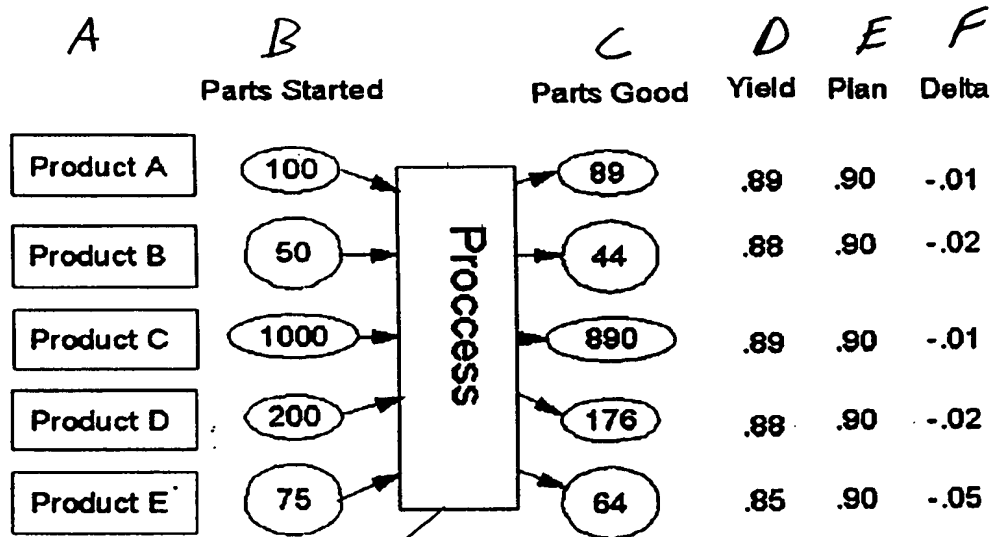 A B C D E F
Parts Started Parts Good Yield Plan Delta
Product A 100 89 .89 .90 -.01
Product B 50 44 .88 .90 -.02
Product C 1000 890 .89 .90 -.01
Product D 200 176 .88 .90 -.02
Product E 75 64 .85 .90 -.05
Proccess